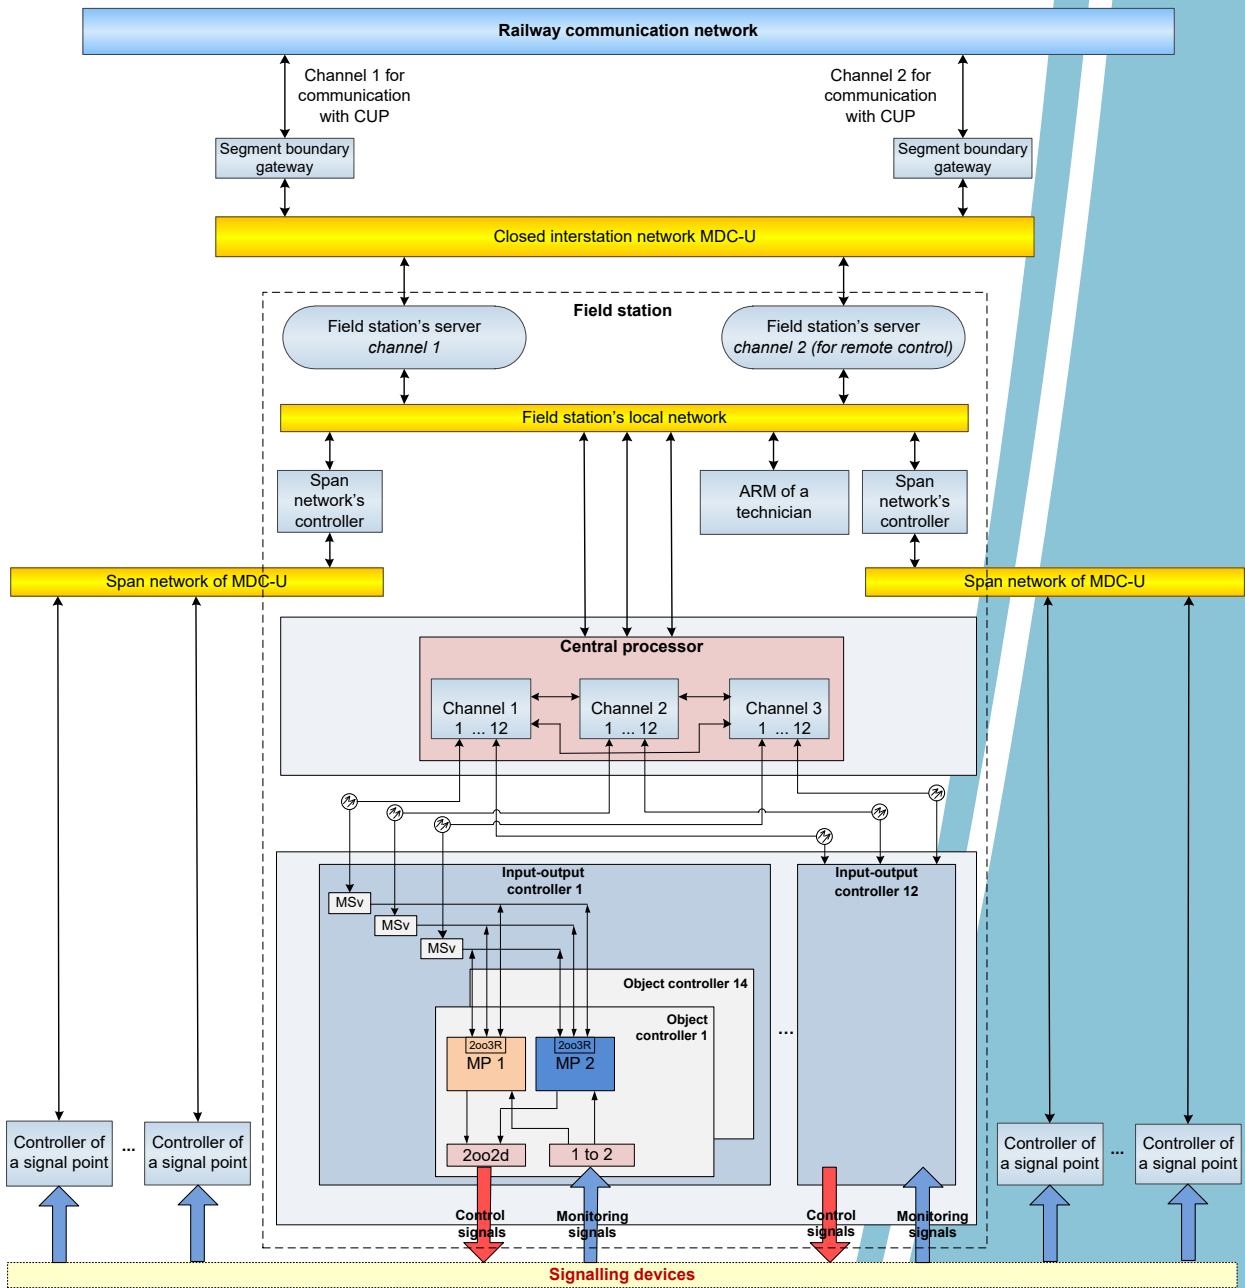 Railway communication network
Channel 1 for
communication
with CUP
Channel 2 for
communication
with CUP
Segment boundary
gateway
Segment boundary
gateway
Closed interstation network MDC-U
Field station
Field station's server
channel 1
Field station's server
channel 2 (for remote control)
Field station's local network
Span
network's
controller
ARM of a
technician
Span
network's
controller
Span network of MDC-U
Span network of MDC-U
Central processor
Channel 1
1 ... 12
Channel 2
1 ... 12
Channel 3
1 ... 12
Input-output
controller 1
Input-output
controller 12
MSv
MSv
MSv
Object controller 14
Object
controller 1
...
2oo3R
MP 1
2oo3R
MP 2
2oo2d
1 to 2
Controller of
a signal point
...
Controller of
a signal point
Controller of
a signal point
...
Controller of
a signal point
Control
signals
Monitoring
signals
Control
signals
Monitoring
signals
Signalling devices